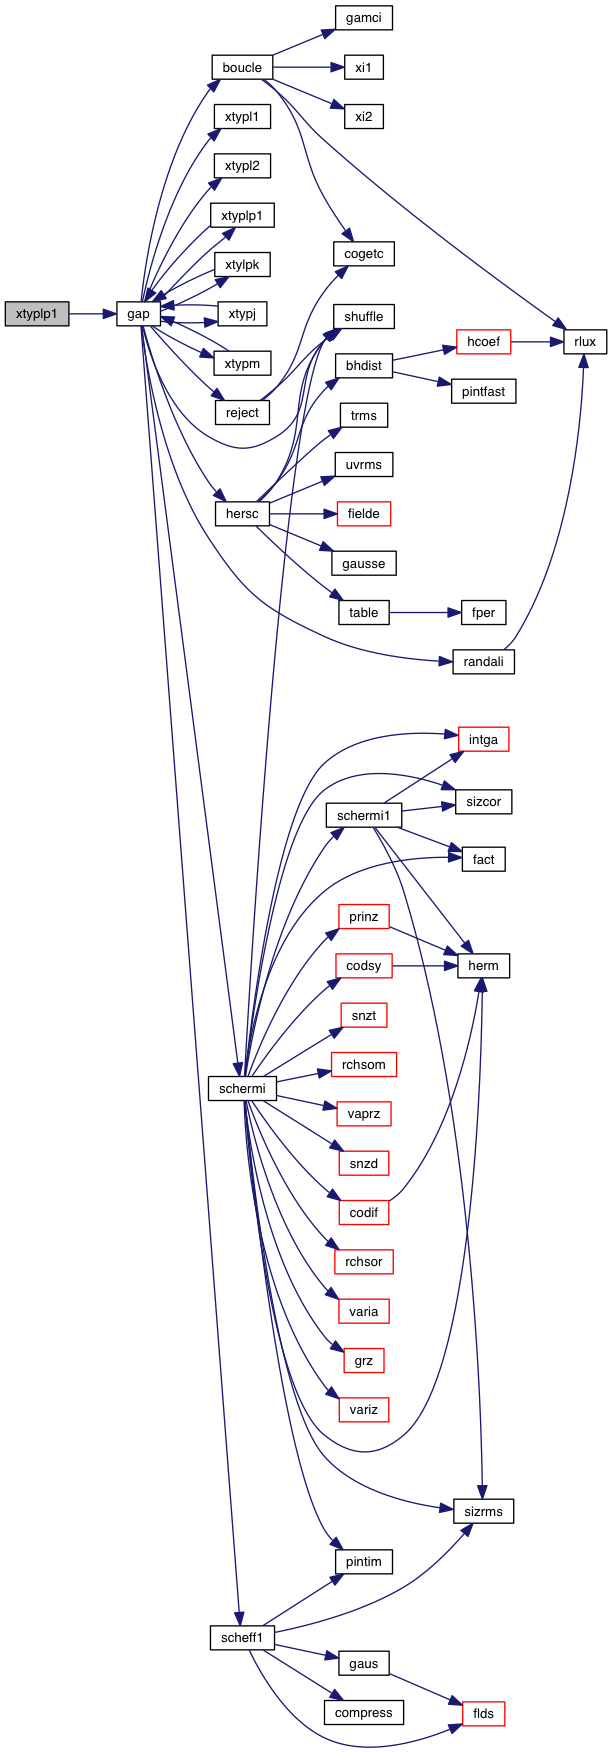 gamci
boucle
xi1
xtypl1
xi2
xtypl2
xtyplp1
cogetc
xtylpk
xtyplp1
gap
xtypj
shuffle
hcoef
rlux
xtypm
bhdist
pintfast
reject
trms
uvrms
hersc
fielde
gausse
table
fper
randali
intga
schermi1
sizcor
fact
prinz
codsy
herm
snzt
rchsom
schermi
vaprz
snzd
codif
rchsor
varia
grz
variz
sizrms
pintim
scheff1
gaus
compress
flds